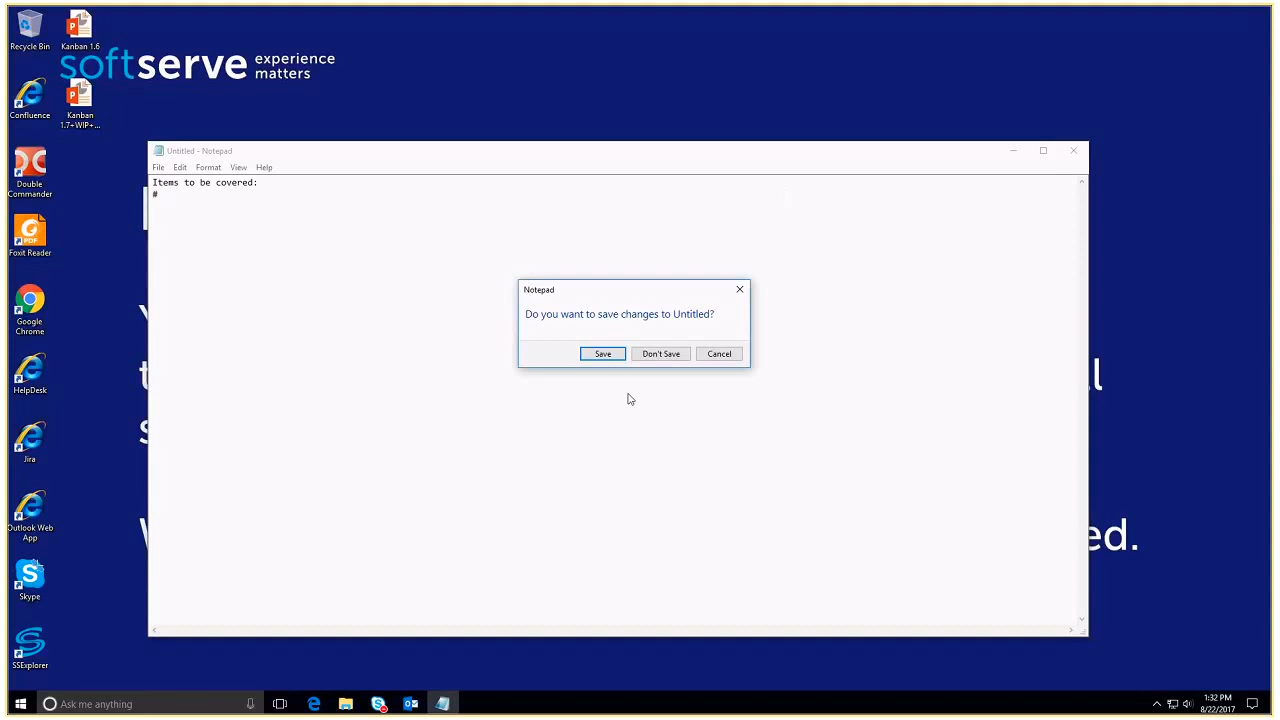 Recycle Bin
Kanban 1.6
softserve experience
matters
Confluence
Kanban
1.7+WIP+...
Untitled - Notepad
File Edit Format View Help
Items to be covered:
#
Double
Commander
Foxit Reader
Notepad
Do you want to save changes to Untitled?
Save Don't Save Cancel
Google
Chrome
HelpDesk
Jira
Outlook Web
App
ed.
Skype
SSExplorer
Ask me anything
1:32 PM
8/22/2017